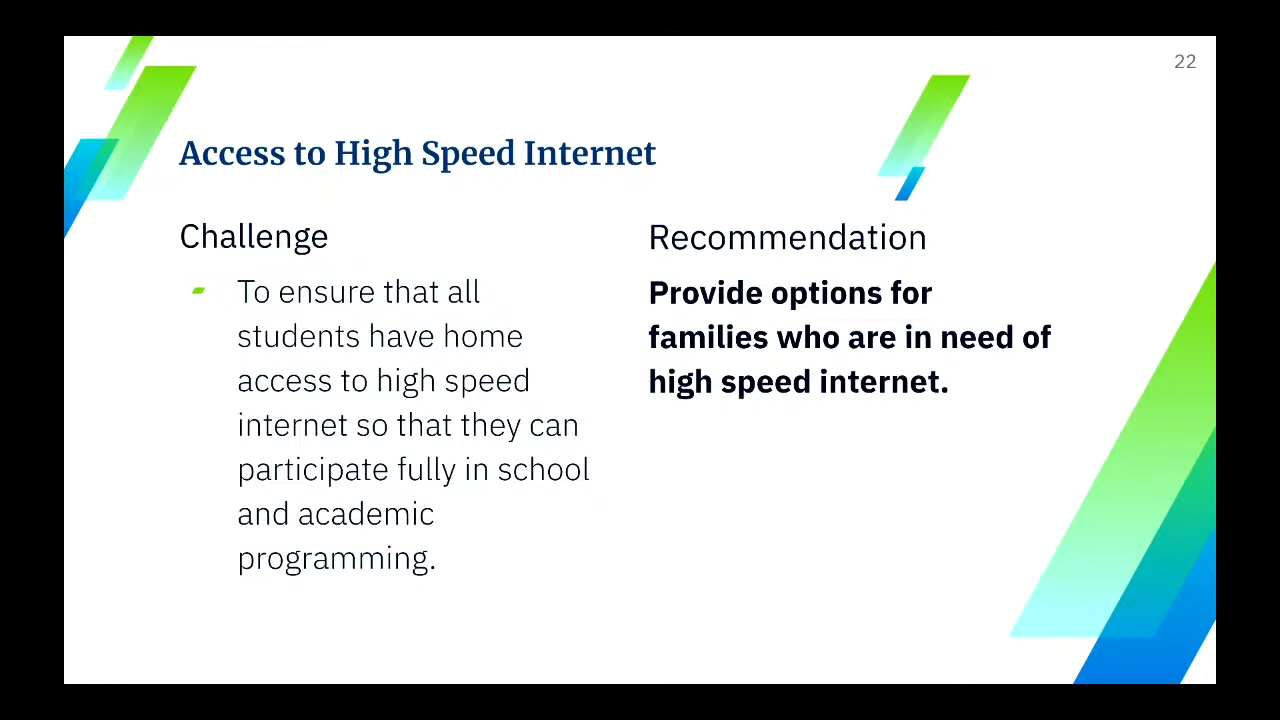 22
Access to High Speed Internet
Challenge
To ensure that all
students have home
access to high speed
internet so that they can
participate fully in school
and academic
programming.
Recommendation
Provide options for
families who are in need of
high speed internet.